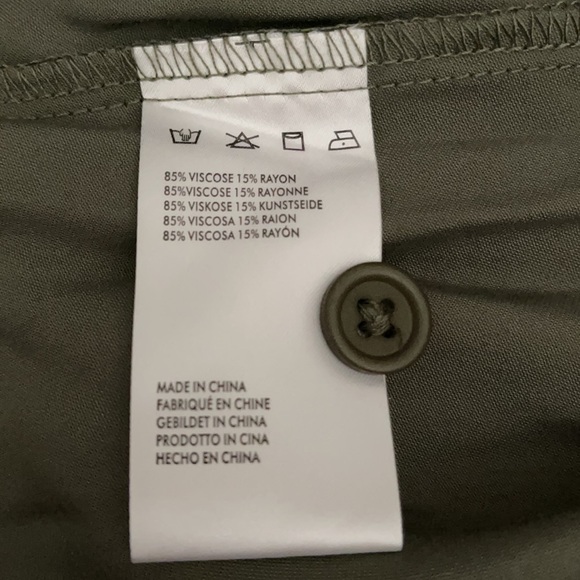 85% VISCOSE 15% RAYON
85%VISCOSE 15% RAYONNE
85% VISKOSE 15% KUNSTSEIDE
85% VISCOSA 15% RAION
85% VISCOSA 15% RAYÓN
MADE IN CHINA
FABRIQUÉ EN CHINE
GEBILDET IN CHINA
PRODOTTO IN CINA
HECHO EN CHINA